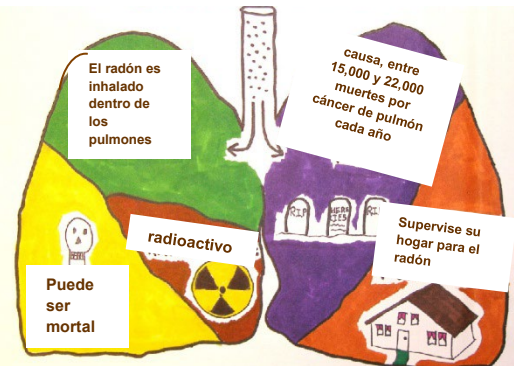 El radón es
inhalado
dentro de
los
pulmones
causa, entre
15,000 y 22,000
muertes por
cáncer de pulmón
cada año
RIP
radioactivo
Supervise su
hogar para el
radón
Puede
ser
mortal